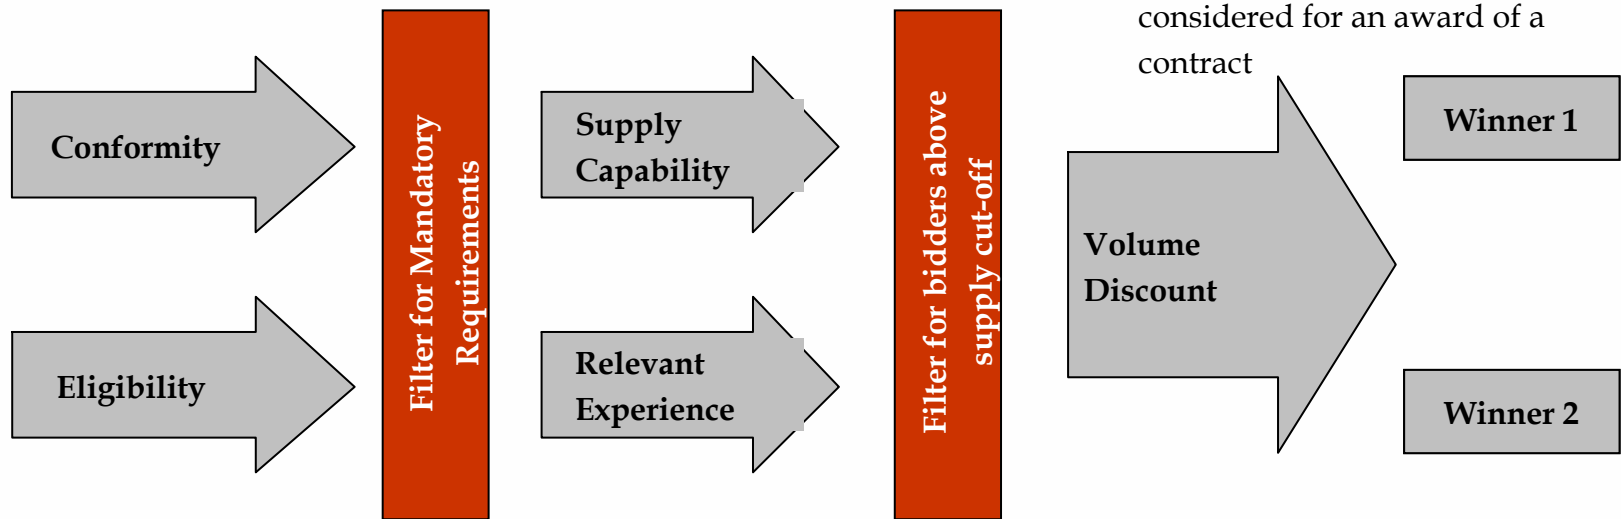 considered for an award of a
contract
Conformity
Eligibility
Filter for Mandatory
Requirements
Supply
Capability
Relevant
Experience
Filter for bidders above
supply cut-off
Volume
Discount
Winner 1
Winner 2